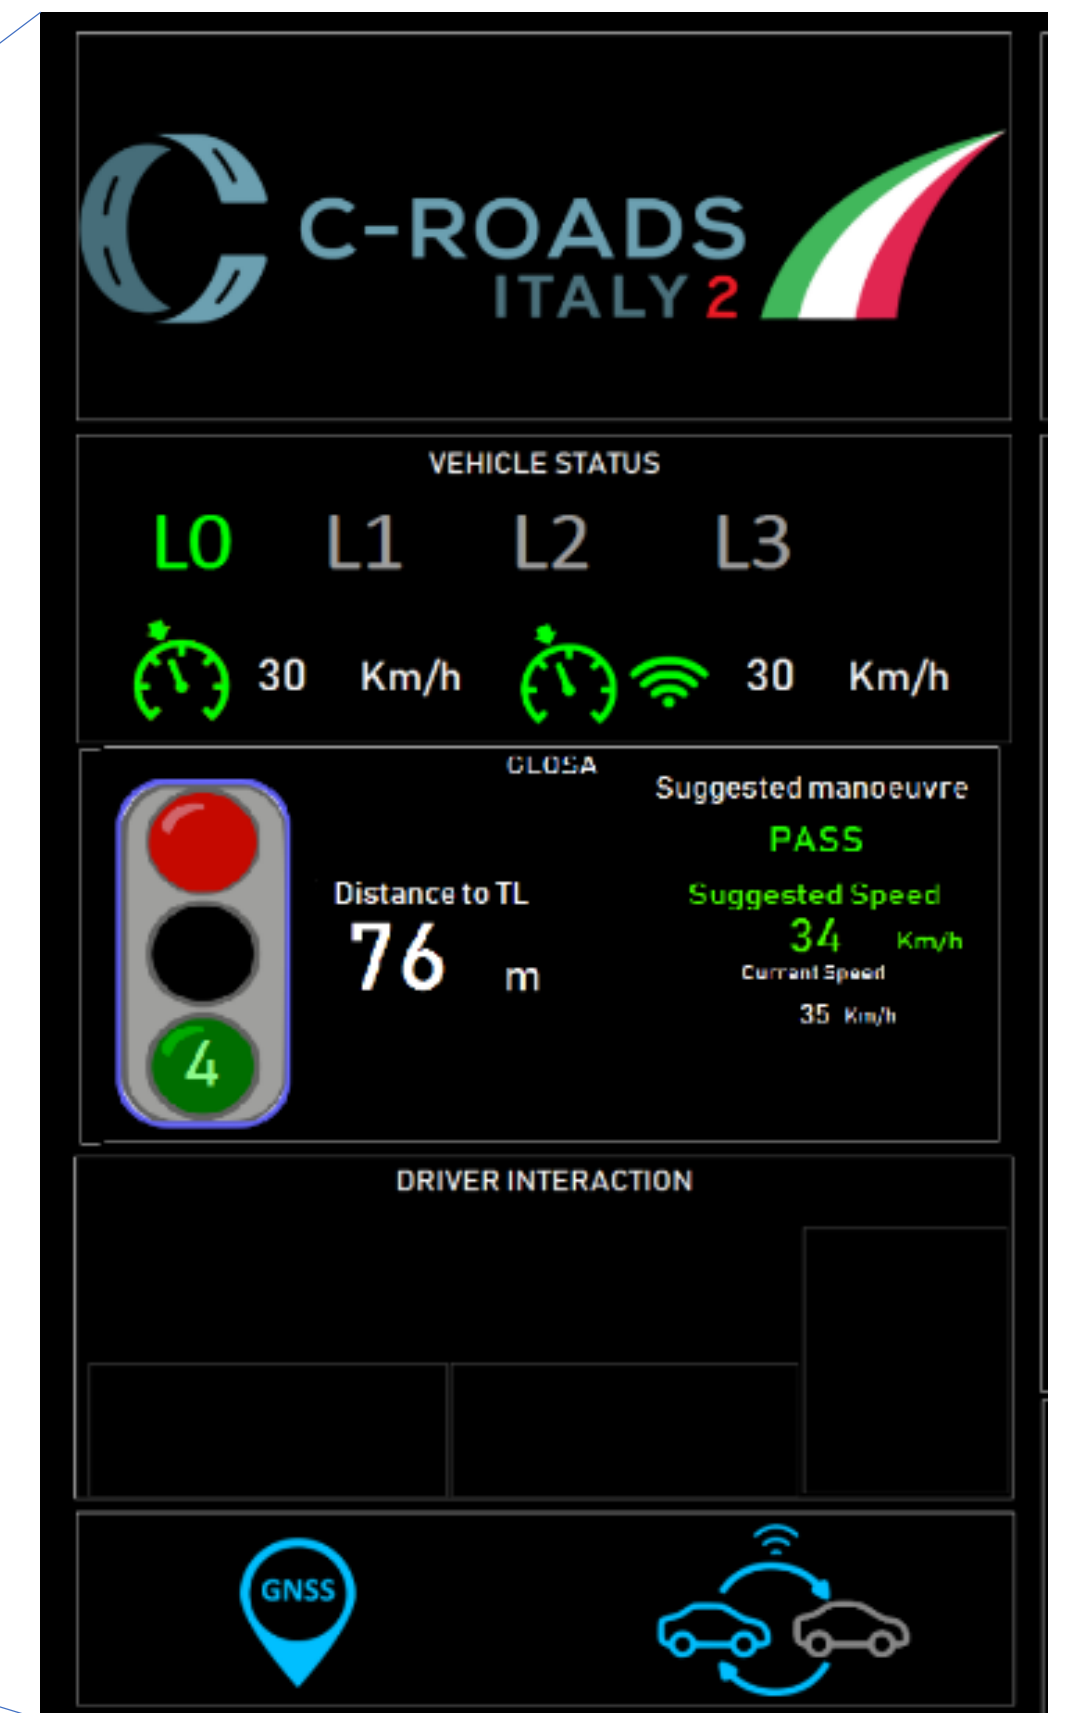 C-ROADS
ITALY 2
VEHICLE STATUS
L0 L1 L2 L3
30 Km/h 30 Km/h
GLOSA
Suggested manoeuvre
PASS
Distance to TL
76 m
Suggested Speed
34 Km/h
Current Speed
35 Km/h
4
DRIVER INTERACTION
GNSS